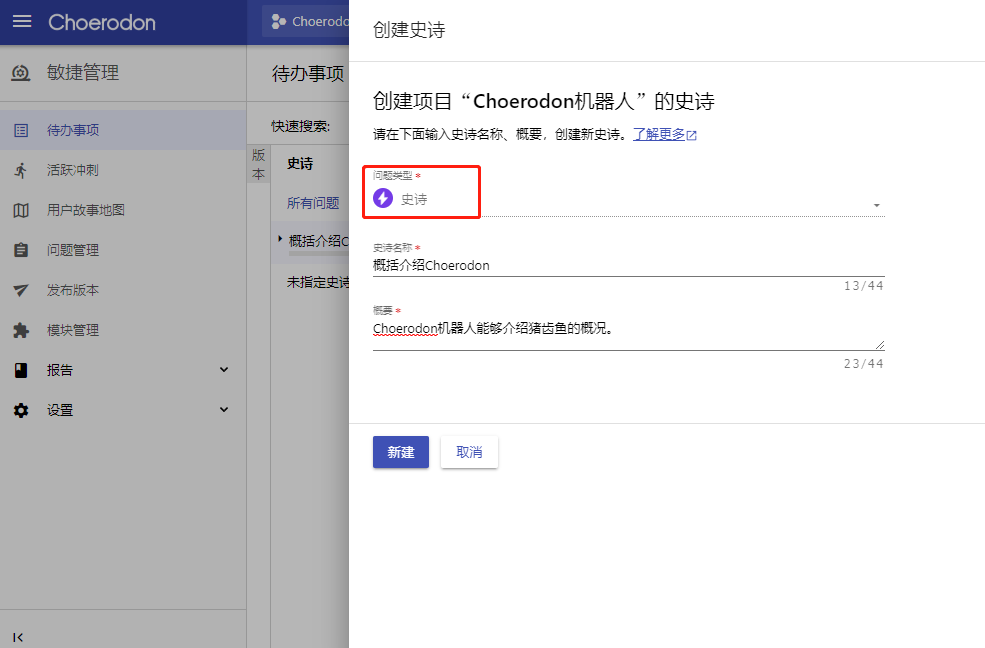 Choerodon
Choerodo
敏捷管理
待办事项
活跃冲刺
用户故事地图
问题管理
发布版本
模块管理
报告
设置
待办事项
快速搜索:
版本
史诗
所有问题
概括介绍C
未指定史诗
创建史诗
创建项目“Choerodon机器人”的史诗
请在下面输入史诗名称、概要，创建新史诗。了解更多
问题类型 *
史诗
史诗名称 *
概括介绍Choerodon
13/44
概要 *
Choerodon机器人能够介绍猪齿鱼的概况。
23/44
新建 取消